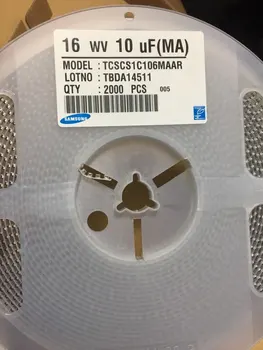 16 WV 10 uF(MA)
MODEL : TCSCS1C106MAAR
LOTNO : TBDA14511
QTY : 2000 PCS 005
SAMSUNG